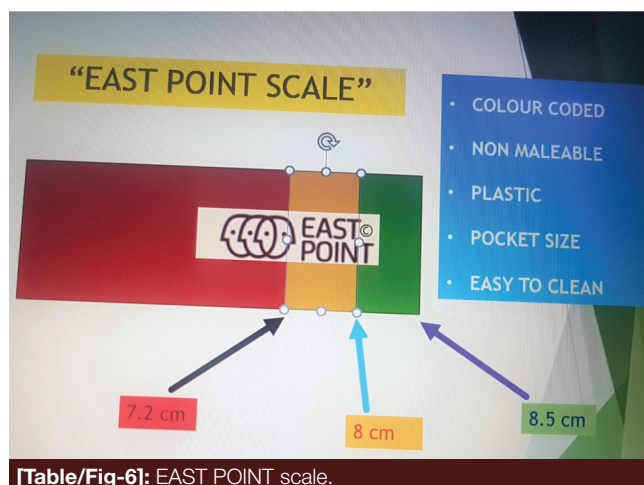 “EAST POINT SCALE”
• COLOUR CODED
• NON MALEABLE
• PLASTIC
• POCKET SIZE
• EASY TO CLEAN
EAST©
POINT
7.2 cm
8 cm
8.5 cm
[Table/Fig-6]: EAST POINT scale.